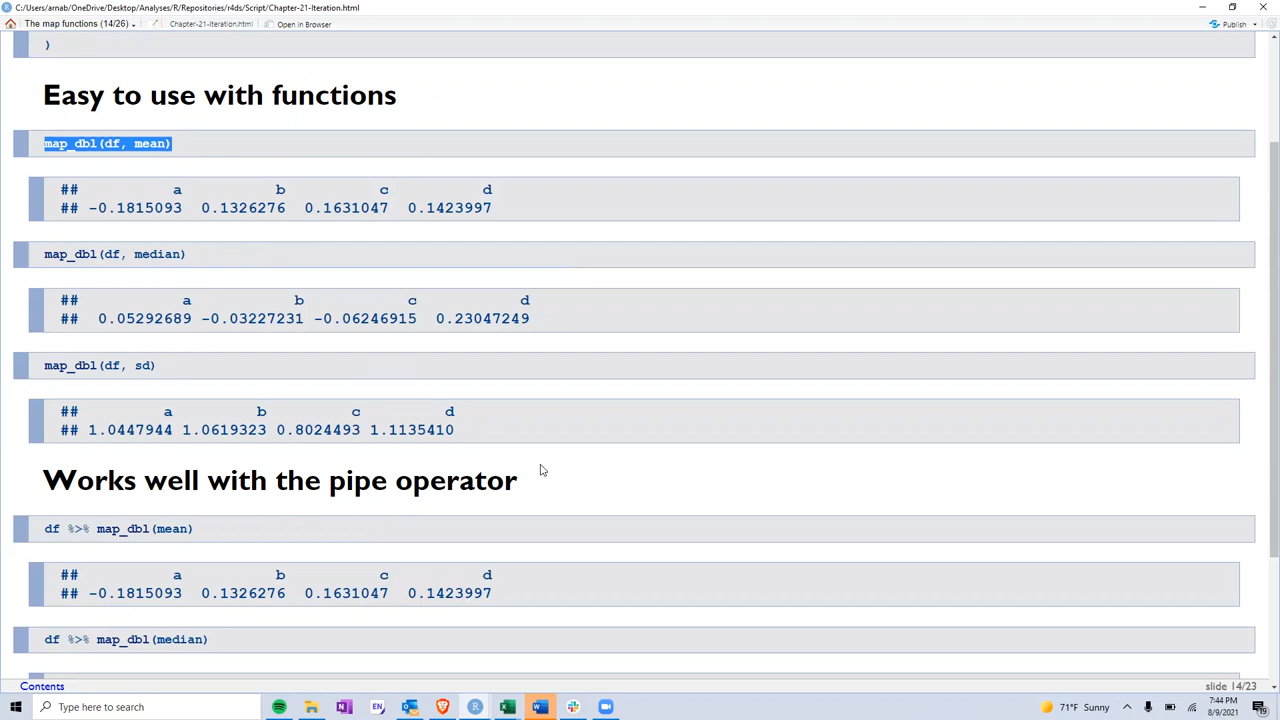 C:/Users/arnab/OneDrive/Desktop/Analyses/R/Repositories/r4ds/Script/Chapter-21-Iteration.html
The map functions (14/26)
Chapter-21-Iteration.html
Open in Browser
Publish
)
Easy to use with functions
map_dbl(df, mean)
## a b c d
## -0.1815093 0.1326276 0.1631047 0.1423997
map_dbl(df, median)
## a b c d
## 0.05292689 -0.03227231 -0.06246915 0.23047249
map_dbl(df, sd)
## a b c d
## 1.0447944 1.0619323 0.8024493 1.1135410
Works well with the pipe operator
df %>% map_dbl(mean)
## a b c d
## -0.1815093 0.1326276 0.1631047 0.1423997
df %>% map_dbl(median)
Contents
slide 14/23
Type here to search
EN
71°F Sunny
7:44 PM
8/9/2021
19